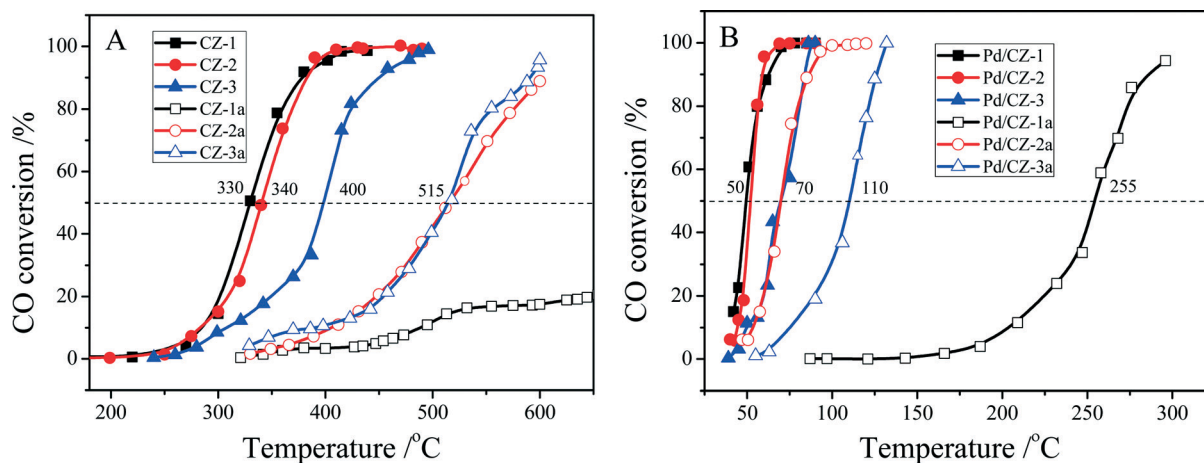 A
CZ-1
CZ-2
CZ-3
CZ-1a
CZ-2a
CZ-3a
330
340
400
515
CO conversion /%
100
80
60
40
20
0
200
300
400
500
600
Temperature /°C
B
Pd/CZ-1
Pd/CZ-2
Pd/CZ-3
Pd/CZ-1a
Pd/CZ-2a
Pd/CZ-3a
50
70
110
255
CO conversion /%
100
80
60
40
20
0
50
100
150
200
250
300
Temperature /°C